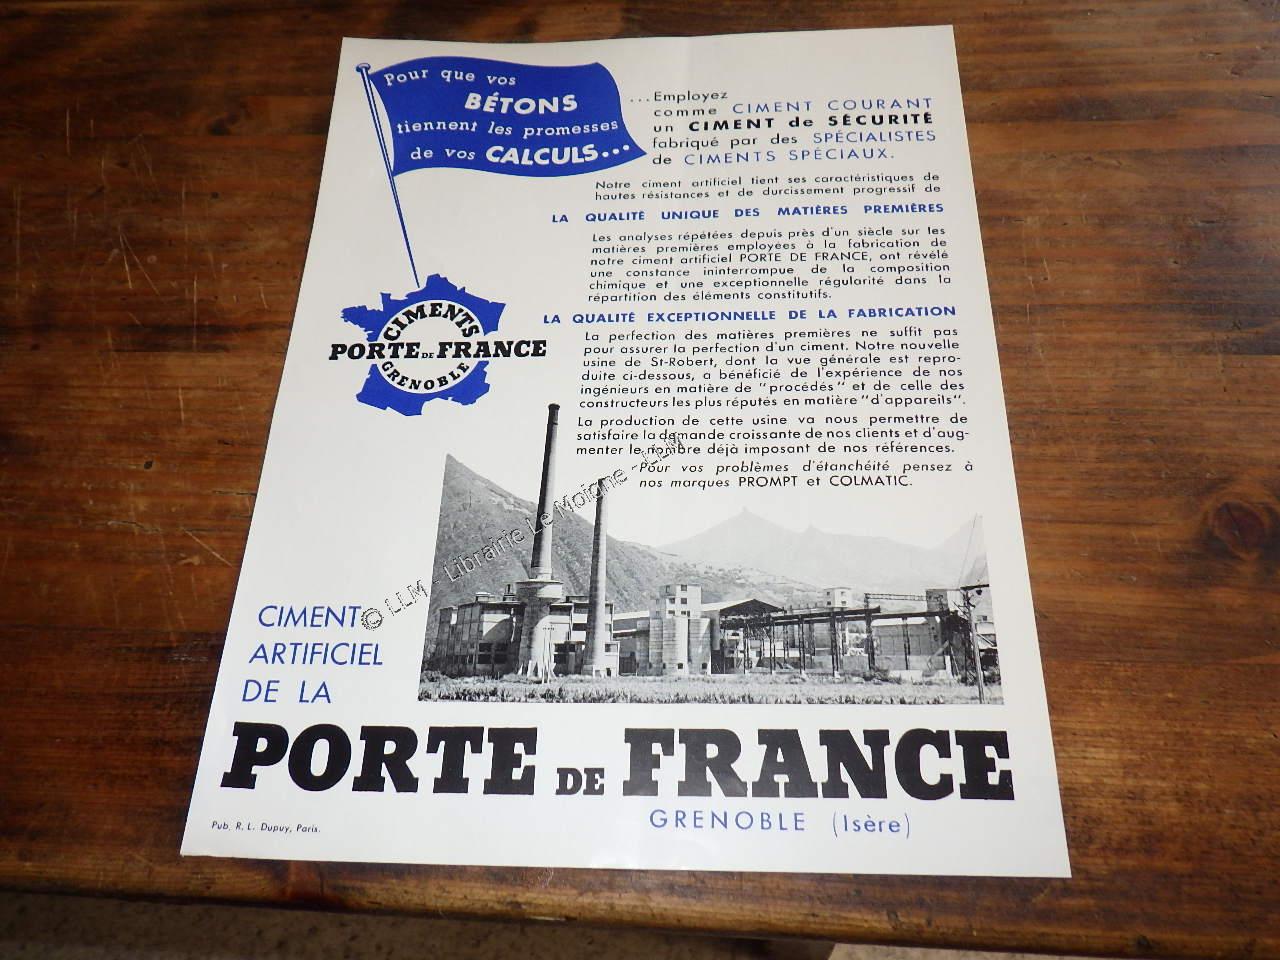 Pour que vos
BÉTONS
tiennent les promesses
de vos CALCULS...
...Employez
comme CIMENT COURANT
un CIMENT de SÉCURITÉ
fabriqué par des SPÉCIALISTES
de CIMENTS SPÉCIAUX.
Notre ciment artificiel tient ses caractéristiques de
hautes résistances et de durcissement progressif de
LA QUALITÉ UNIQUE DES MATIÈRES PREMIÈRES
Les analyses répétées depuis près d'un siècle sur les
matières premières employées à la fabrication de
notre ciment artificiel PORTE DE FRANCE, ont révélé
une constance ininterrompue de la composition
chimique et une exceptionnelle régularité dans la
répartition des éléments constitutifs.
LA QUALITÉ EXCEPTIONNELLE DE LA FABRICATION
La perfection des matières premières ne suffit pas
pour assurer la perfection d'un ciment. Notre nouvelle
usine de St-Robert, dont la vue générale est repro-
duite ci-dessous, a bénéficié de l'expérience de nos
ingénieurs en matière de "procédés" et de celle des
constructeurs les plus réputés en matière "d'appareils".
La production de cette usine va nous permettre de
satisfaire la demande croissante de nos clients et d'aug-
menter le nombre déjà imposant de nos références.
Pour vos problèmes d'étanchéité pensez à
nos marques PROMPT et COLMATIC.
CIMENTS
PORTE DE FRANCE
GRENOBLE
© LLM - Librairie Le Moigne - LLM
CIMENT
ARTIFICIEL
DE LA
PORTE DE FRANCE
GRENOBLE (Isère)
Pub. R. L. Dupuy, Paris.